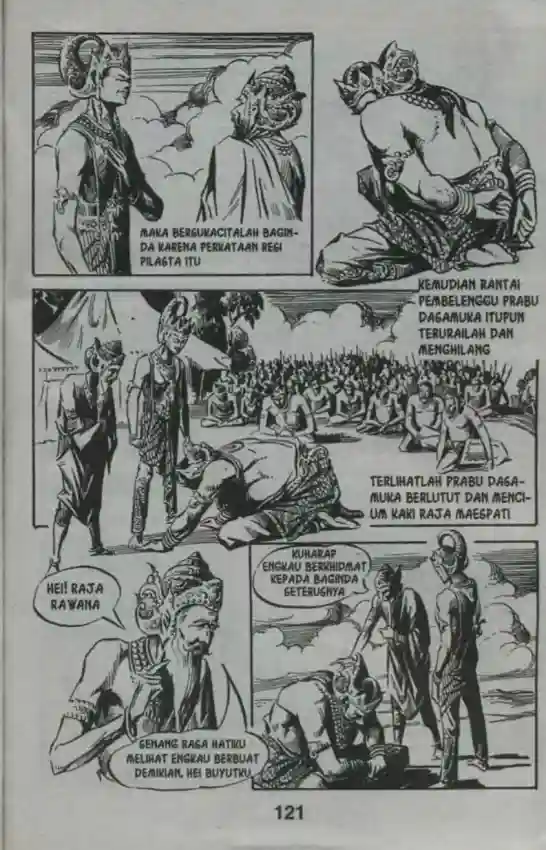 MAKA BERSUKACITALAH BAGIN-
DA KARENA PERKATAAN RESI
PILASTA ITU
KEMUDIAN RANTAI
PEMBELENGGU PRABU
DASAMUKA ITUPUN
TERURAILAH DAN
MENGHILANG
TERLIHATLAH PRABU DASA-
MUKA BERLUTUT DAN MENCI-
UM KAKI RAJA MAESPATI
HEI! RAJA
RAWANA
SENANG RASA HATIKU
MELIHAT ENGKAU BERBUAT
DEMIKIAN, HEI BUYUTKU
KUHARAP
ENGKAU BERKHIDMAT
KEPADA BAGINDA
SETERUSNYA
121